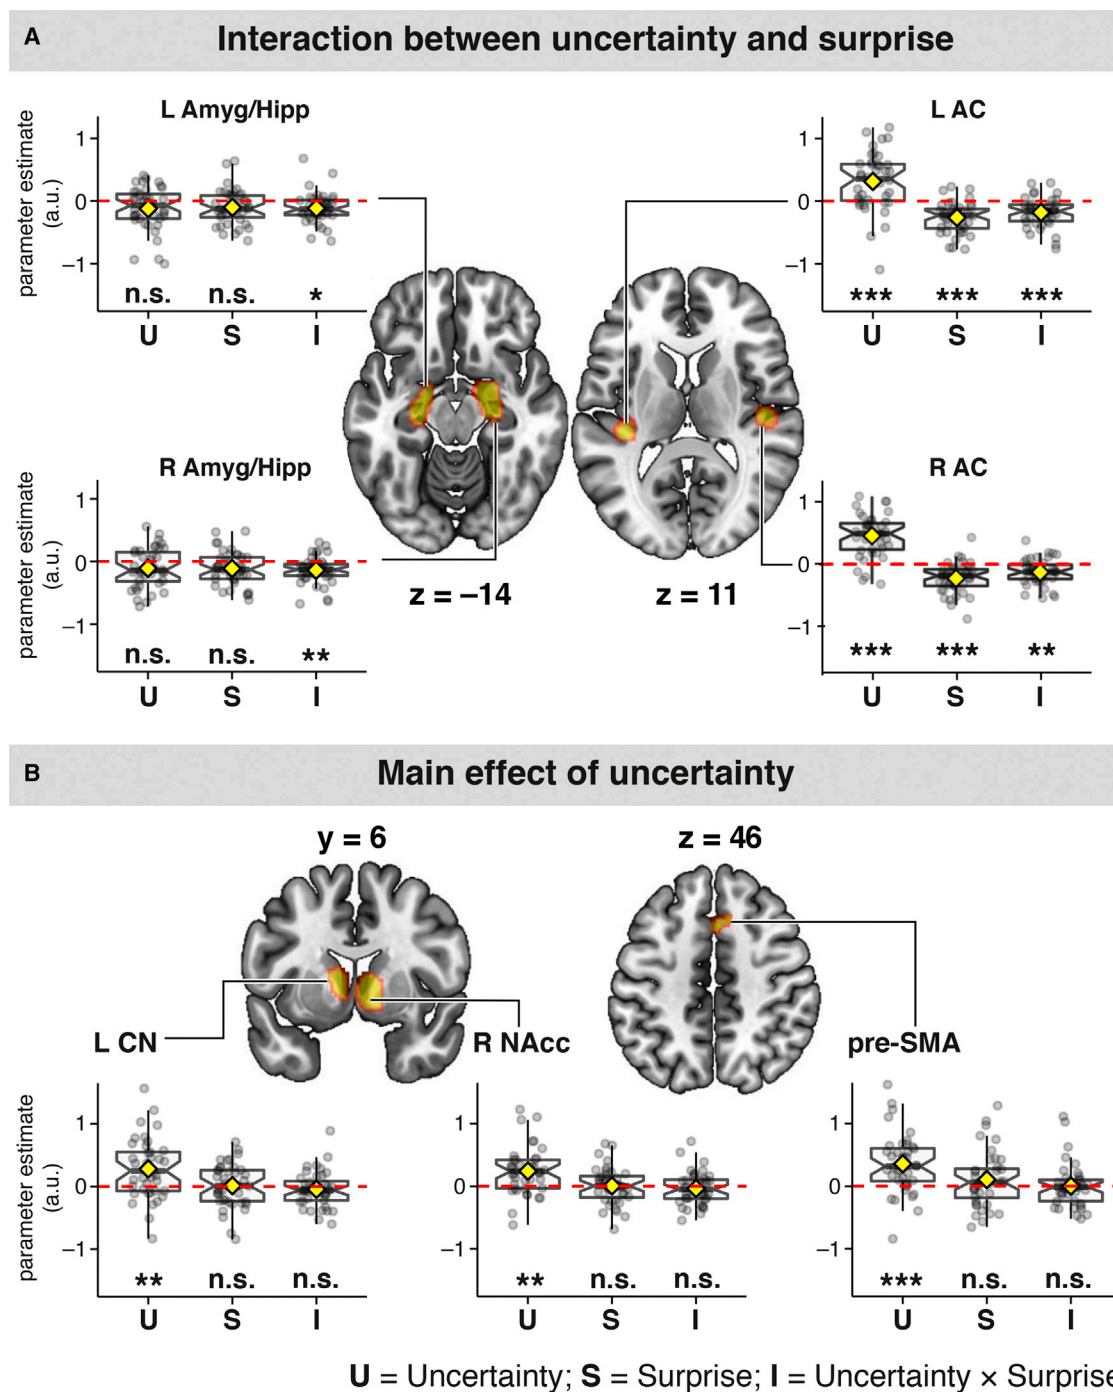 A
Interaction between uncertainty and surprise
L Amyg/Hipp
parameter estimate
(a.u.)
1
0
−1
n.s. n.s. *
U S I
L AC
1
0
−1
*** *** ***
U S I
R Amyg/Hipp
parameter estimate
(a.u.)
1
0
−1
n.s. n.s. **
U S I
z = −14
z = 11
R AC
1
0
−1
*** *** **
U S I
B
Main effect of uncertainty
y = 6
z = 46
L CN
R NAcc
pre-SMA
parameter estimate
(a.u.)
1
0
−1
** n.s. n.s.
U S I
1
0
−1
** n.s. n.s.
U S I
1
0
−1
*** n.s. n.s.
U S I
U = Uncertainty; S = Surprise; I = Uncertainty × Surprise